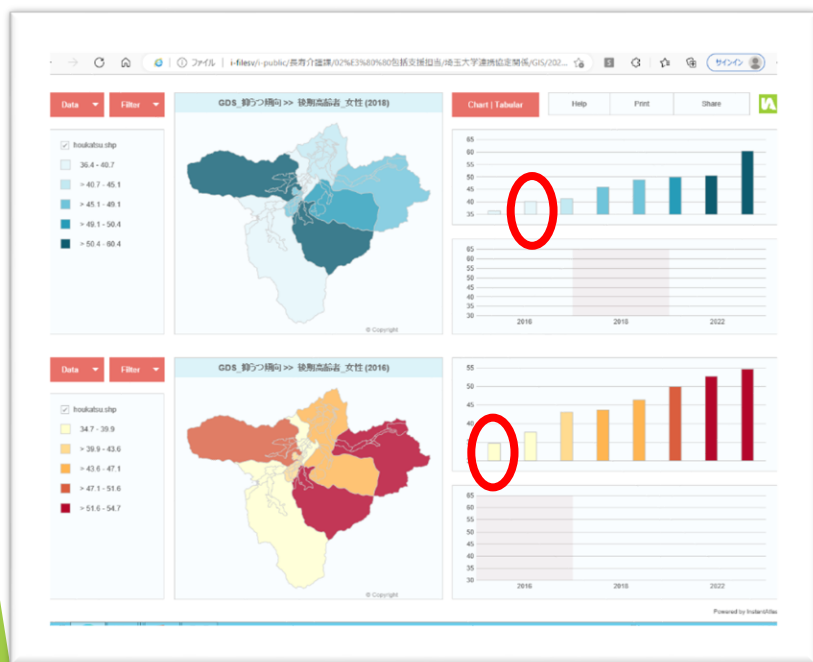 ファイル | i-filesv/i-public/長寿介護課/02%E3%80%80包括支援担当/埼玉大学連携協定関係/GIS/202... サインイン
Data Filter GDS_抑うつ傾向 >> 後期高齢者_女性 (2018) Chart | Tabular Help Print Share
houkatsu.shp
36.4 - 40.7
> 40.7 - 45.1
> 45.1 - 49.1
> 49.1 - 50.4
> 50.4 - 60.4
© Copyright
65
60
55
50
45
40
35
65
60
55
50
45
40
35
30
2016 2018 2022
Data Filter GDS_抑うつ傾向 >> 後期高齢者_女性 (2016)
houkatsu.shp
34.7 - 39.9
> 39.9 - 43.6
> 43.6 - 47.1
> 47.1 - 51.6
> 51.6 - 54.7
© Copyright
55
50
45
40
65
60
55
50
45
40
35
30
2016 2018 2022
Powered by InstantAtlas